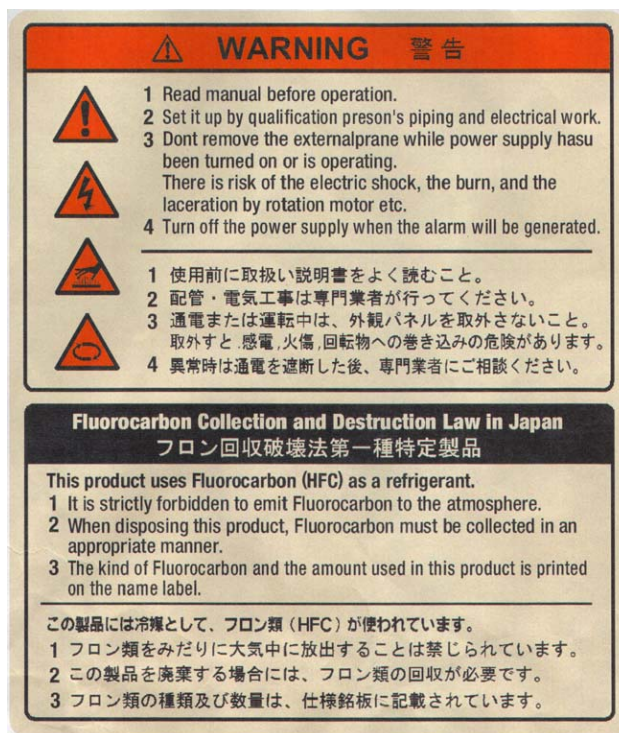 WARNING 警告
1 Read manual before operation.
2 Set it up by qualification preson's piping and electrical work.
3 Dont remove the externalprane while power supply hasu
been turned on or is operating.
There is risk of the electric shock, the burn, and the
laceration by rotation motor etc.
4 Turn off the power supply when the alarm will be generated.
1 使用前に取扱い説明書をよく読むこと。
2 配管・電気工事は専門業者が行ってください。
3 通電または運転中は、外観パネルを取外さないこと。
取外すと.感電,火傷,回転物への巻き込みの危険があります。
4 異常時は通電を遮断した後、専門業者にご相談ください。
Fluorocarbon Collection and Destruction Law in Japan
フロン回収破壊法第一種特定製品
This product uses Fluorocarbon (HFC) as a refrigerant.
1 It is strictly forbidden to emit Fluorocarbon to the atmosphere.
2 When disposing this product, Fluorocarbon must be collected in an
appropriate manner.
3 The kind of Fluorocarbon and the amount used in this product is printed
on the name label.
この製品には冷媒として、フロン類（HFC）が使われています。
1 フロン類をみだりに大気中に放出することは禁じられています。
2 この製品を廃棄する場合には、フロン類の回収が必要です。
3 フロン類の種類及び数量は、仕様銘板に記載されています。